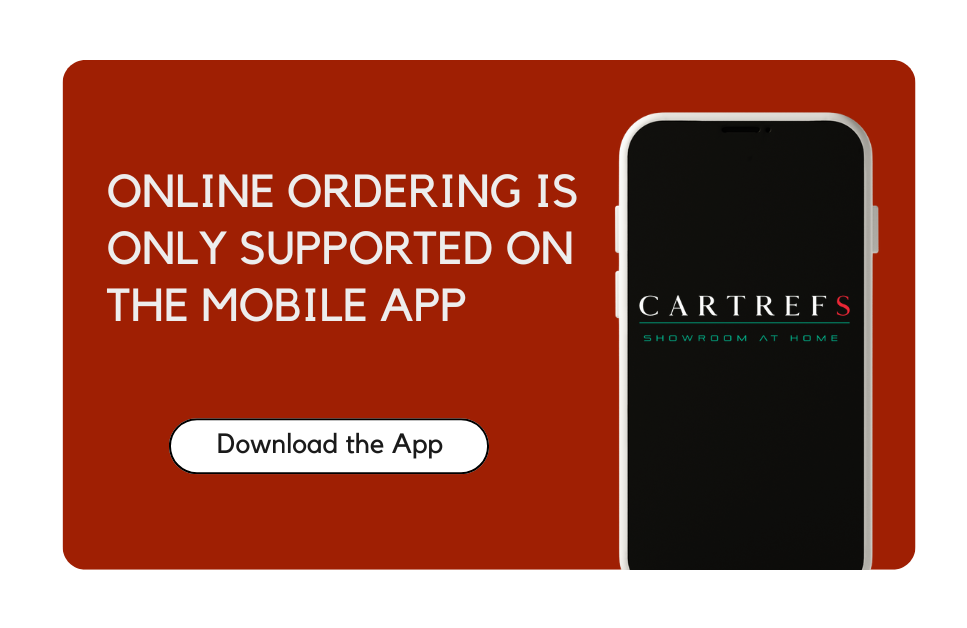 ONLINE ORDERING IS
ONLY SUPPORTED ON
THE MOBILE APP
Download the App
CARTREFS
SHOWROOM AT HOME